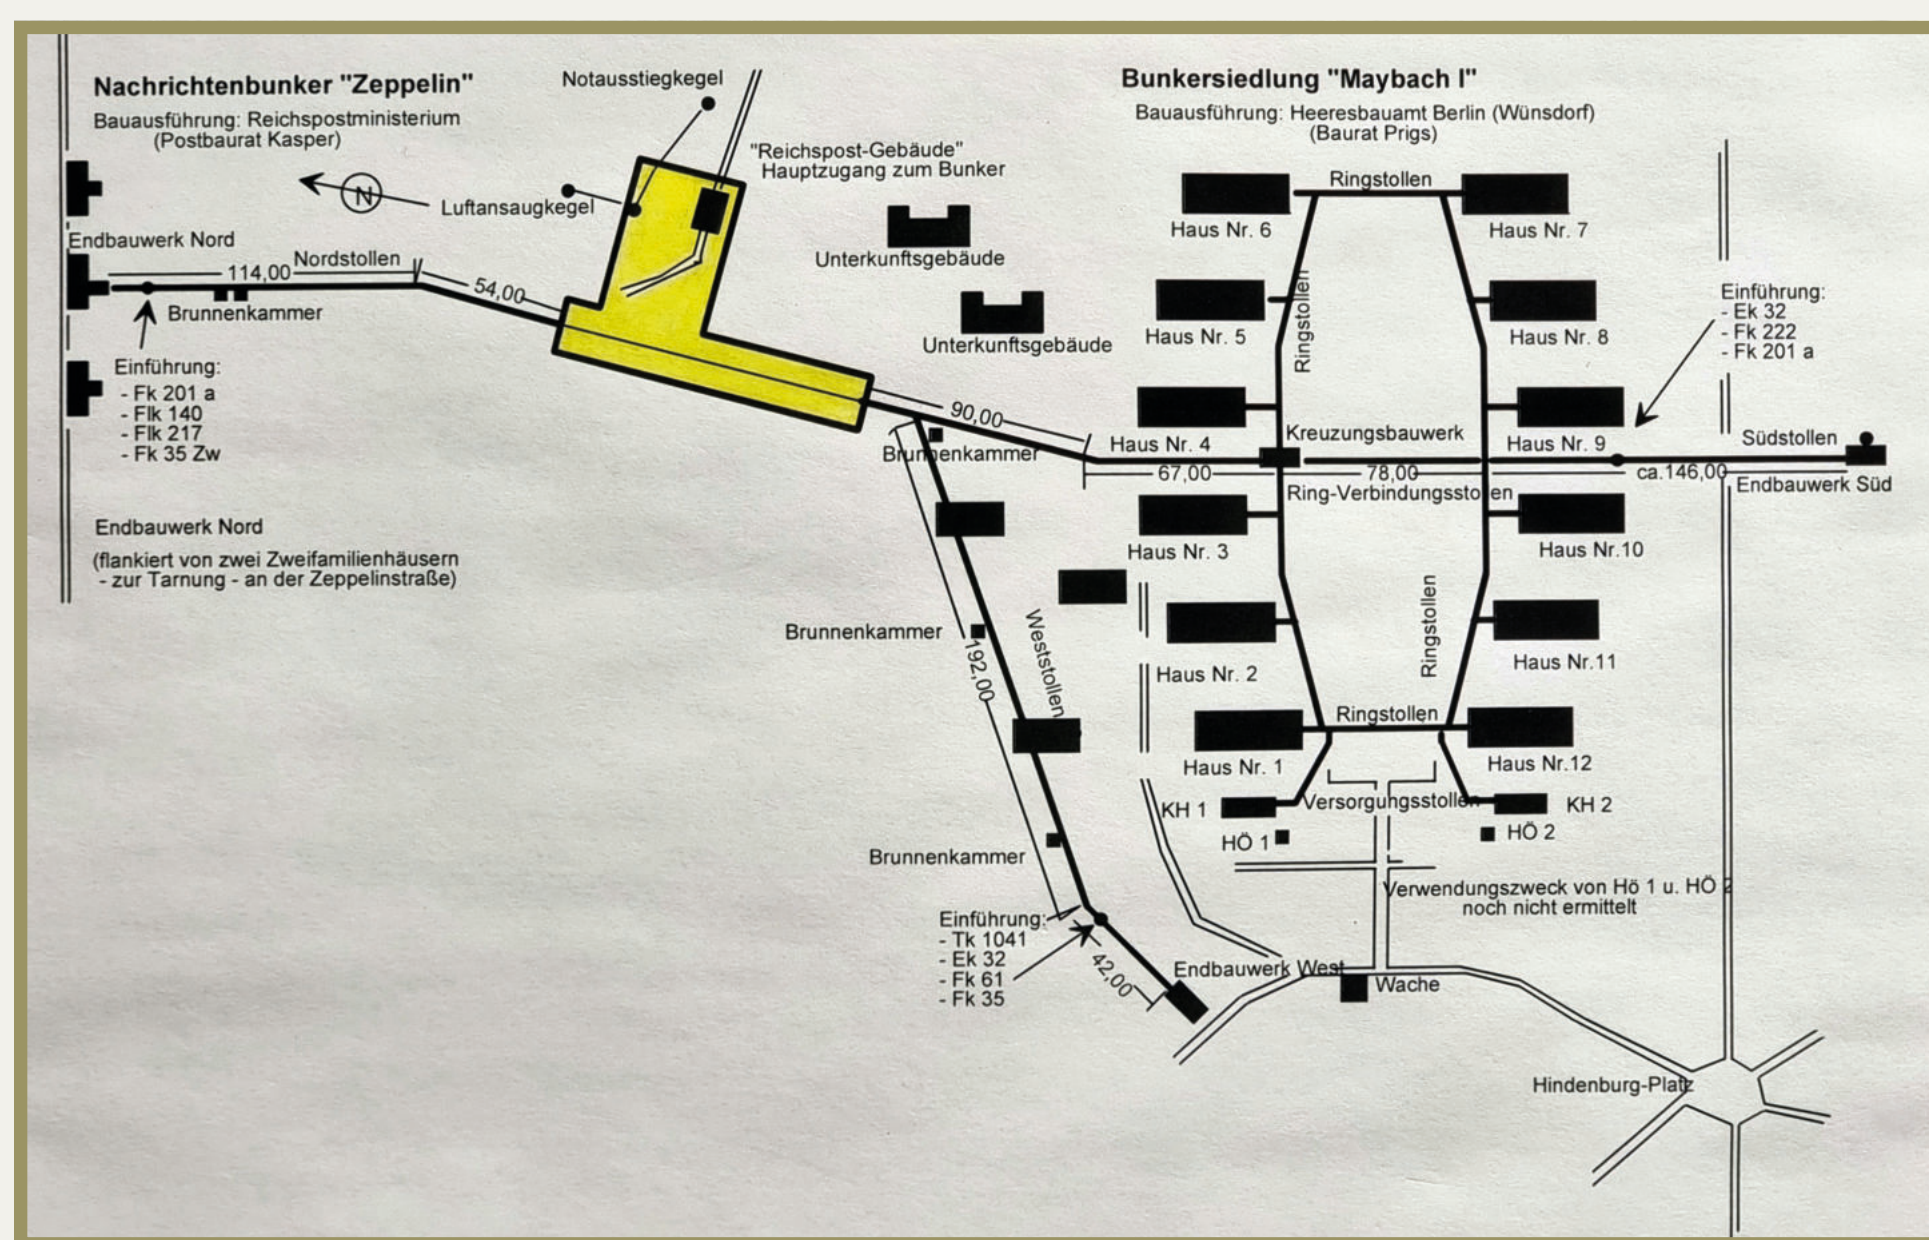 Nachrichtenbunker "Zeppelin"
Bauausführung: Reichspostministerium
(Postbaurat Kasper)
Notausstiegkegel
"Reichspost-Gebäude"
Hauptzugang zum Bunker
N
Luftansaugkegel
Endbauwerk Nord
114,00
Nordstollen
54,00
Brunnenkammer
Einführung:
- Fk 201 a
- Flk 140
- Flk 217
- Fk 35 Zw
Endbauwerk Nord
(flankiert von zwei Zweifamilienhäusern
- zur Tarnung - an der Zeppelinstraße)
Unterkunftsgebäude
Unterkunftsgebäude
90,00
Brunnenkammer
Brunnenkammer
192,00
Weststollen
Brunnenkammer
Einführung:
- Tk 1041
- Ek 32
- Fk 61
- Fk 35
42,00
Endbauwerk West
Bunkersiedlung "Maybach I"
Bauausführung: Heeresbauamt Berlin (Wünsdorf)
(Baurat Prigs)
Ringstollen
Haus Nr. 6
Haus Nr. 7
Ringstollen
Haus Nr. 5
Haus Nr. 8
Einführung:
- Ek 32
- Fk 222
- Fk 201 a
Haus Nr. 4
Kreuzungsbauwerk
Haus Nr. 9
Südstollen
67,00
78,00
ca.146,00
Ring-Verbindungsstollen
Endbauwerk Süd
Haus Nr. 3
Haus Nr.10
Ringstollen
Haus Nr. 2
Haus Nr.11
Ringstollen
Haus Nr. 1
Haus Nr.12
KH 1
Versorgungsstollen
KH 2
HÖ 1
HÖ 2
Verwendungszweck von Hö 1 u. HÖ 2
noch nicht ermittelt
Wache
Hindenburg-Platz